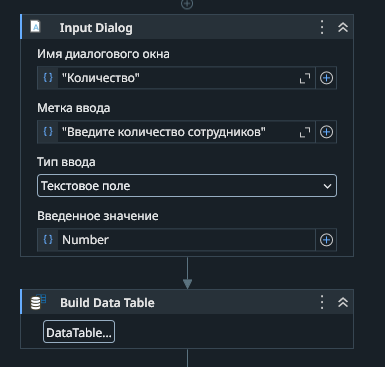 Input Dialog
Имя диалогового окна
"Количество"
Метка ввода
"Введите количество сотрудников"
Тип ввода
Текстовое поле
Введенное значение
Number
Build Data Table
DataTable...